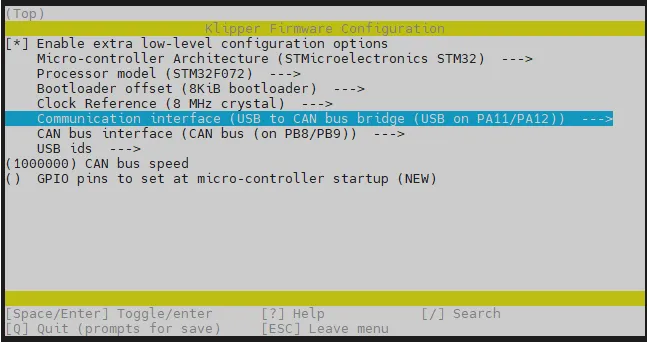 (Top)
Klipper Firmware Configuration
[*] Enable extra low-level configuration options
Micro-controller Architecture (STMicroelectronics STM32)  --->
Processor model (STM32F072)  --->
Bootloader offset (8KiB bootloader)  --->
Clock Reference (8 MHz crystal)  --->
Communication interface (USB to CAN bus bridge (USB on PA11/PA12))  --->
CAN bus interface (CAN bus (on PB8/PB9))  --->
USB ids  --->
(1000000) CAN bus speed
()  GPIO pins to set at micro-controller startup (NEW)
[Space/Enter] Toggle/enter      [?] Help            [/] Search
[Q] Quit (prompts for save)     [ESC] Leave menu